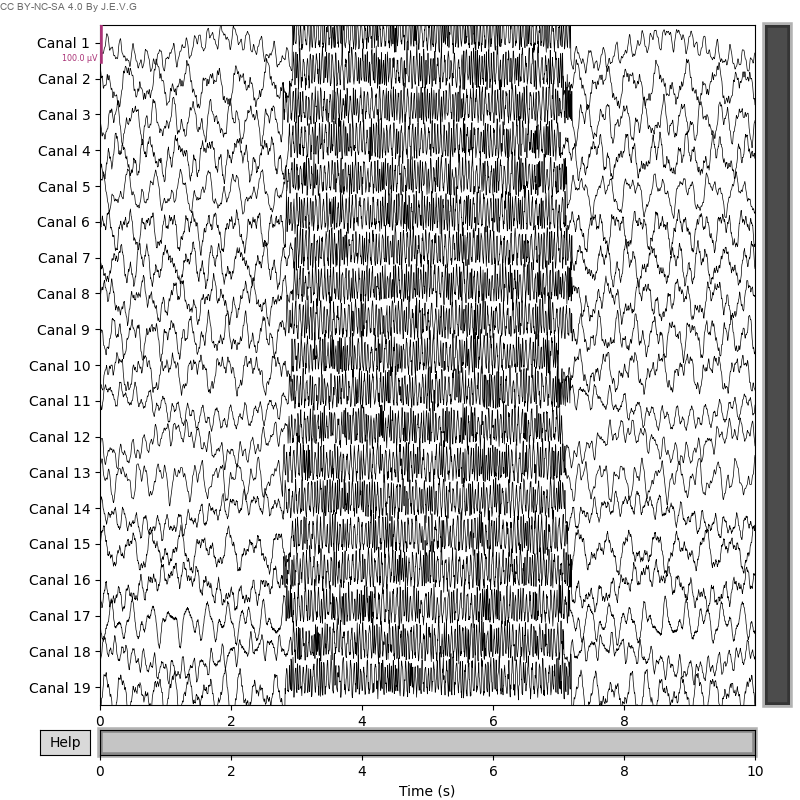 CC BY-NC-SA 4.0 By J.E.V.G
Canal 1
100.0 µV
Canal 2
Canal 3
Canal 4
Canal 5
Canal 6
Canal 7
Canal 8
Canal 9
Canal 10
Canal 11
Canal 12
Canal 13
Canal 14
Canal 15
Canal 16
Canal 17
Canal 18
Canal 19
0 2 4 6 8
Help
0 2 4 6 8 10
Time (s)